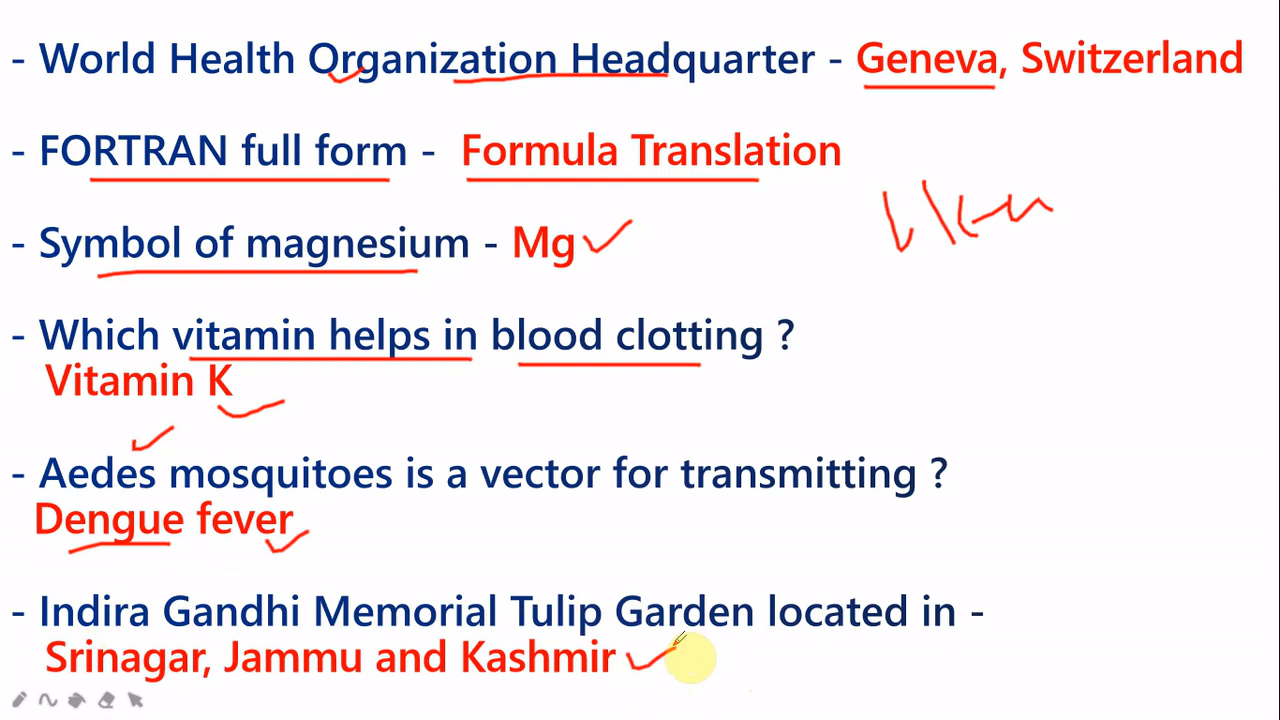 - World Health Organization Headquarter - Geneva, Switzerland
- FORTRAN full form - Formula Translation
- Symbol of magnesium - Mg
- Which vitamin helps in blood clotting ?
Vitamin K
- Aedes mosquitoes is a vector for transmitting ?
Dengue fever
- Indira Gandhi Memorial Tulip Garden located in -
Srinagar, Jammu and Kashmir